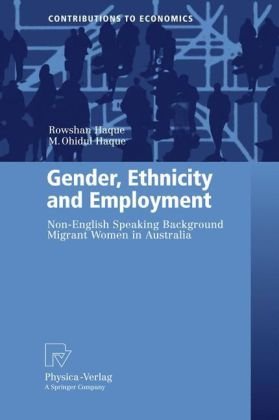 CONTRIBUTIONS TO ECONOMICS
Rowshan Haque
M. Ohidul Haque
Gender, Ethnicity
and Employment
Non-English Speaking Background
Migrant Women in Australia
Physica-Verlag
A Springer Company